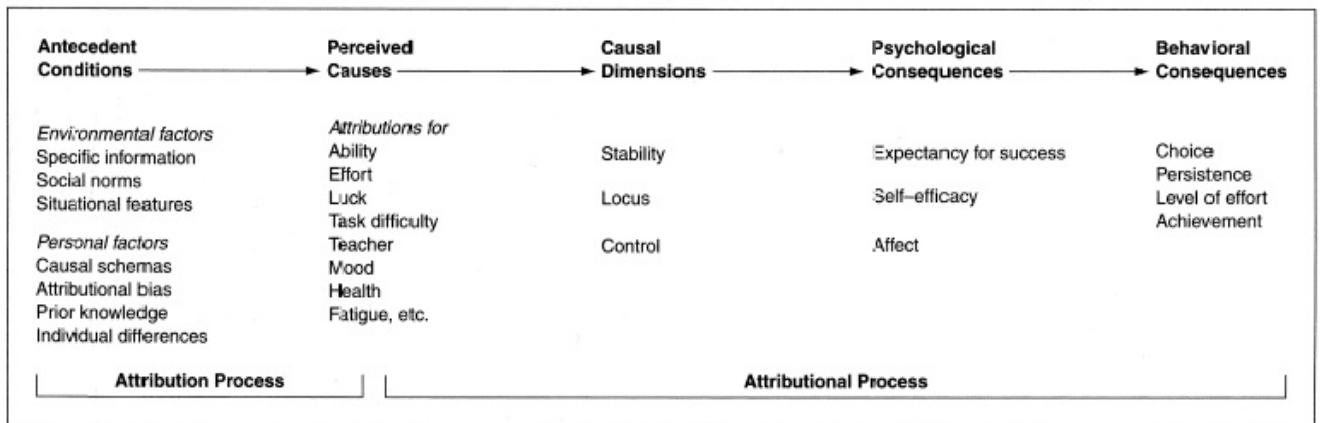 Antecedent
Conditions
Perceived
Causes
Causal
Dimensions
Psychological
Consequences
Behavioral
Consequences
Environmental factors
Specific information
Social norms
Situational features
Personal factors
Causal schemas
Attributional bias
Prior knowledge
Individual differences
Attributions for
Ability
Effort
Luck
Task difficulty
Teacher
Mood
Health
Fatigue, etc.
Stability
Locus
Control
Expectancy for success
Self–efficacy
Affect
Choice
Persistence
Level of effort
Achievement
Attribution Process
Attributional Process